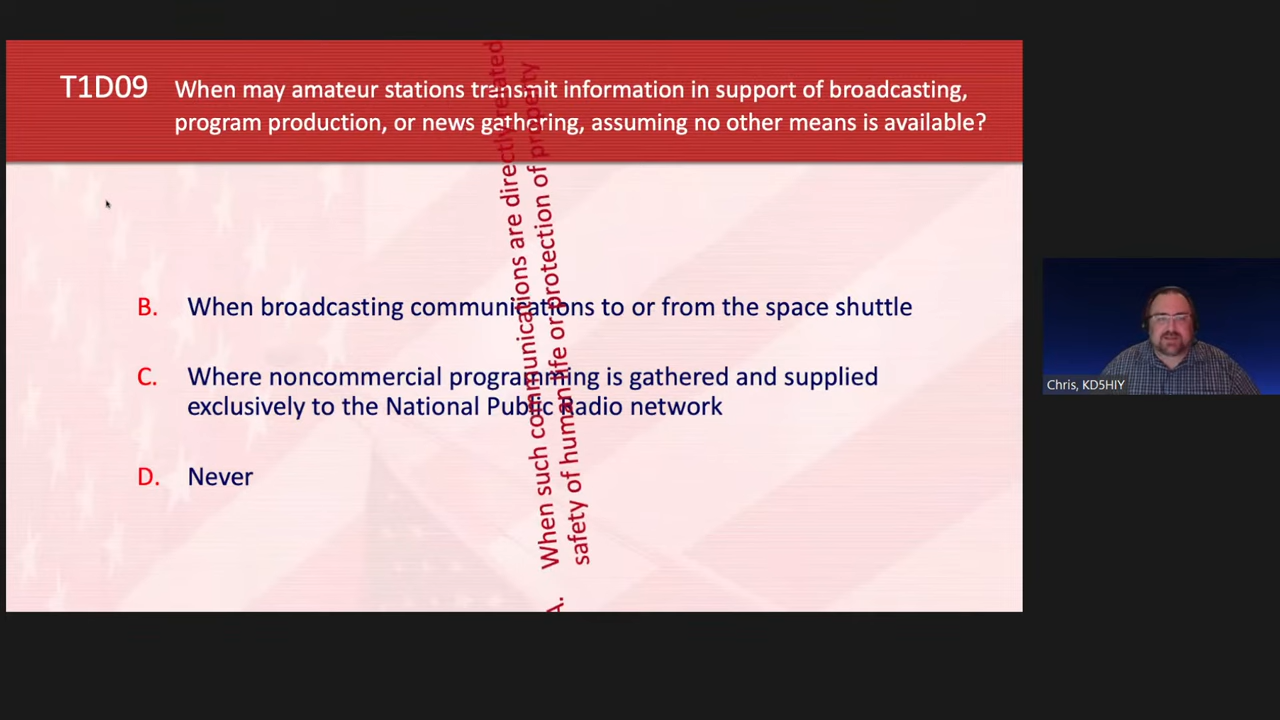 T1D09 When may amateur stations transmit information in support of broadcasting,
program production, or news gathering, assuming no other means is available?
A. When such communications are directly related
safety of human life or protection of property
B. When broadcasting communications to or from the space shuttle
C. Where noncommercial programming is gathered and supplied
exclusively to the National Public Radio network
D. Never
Chris, KD5HIY